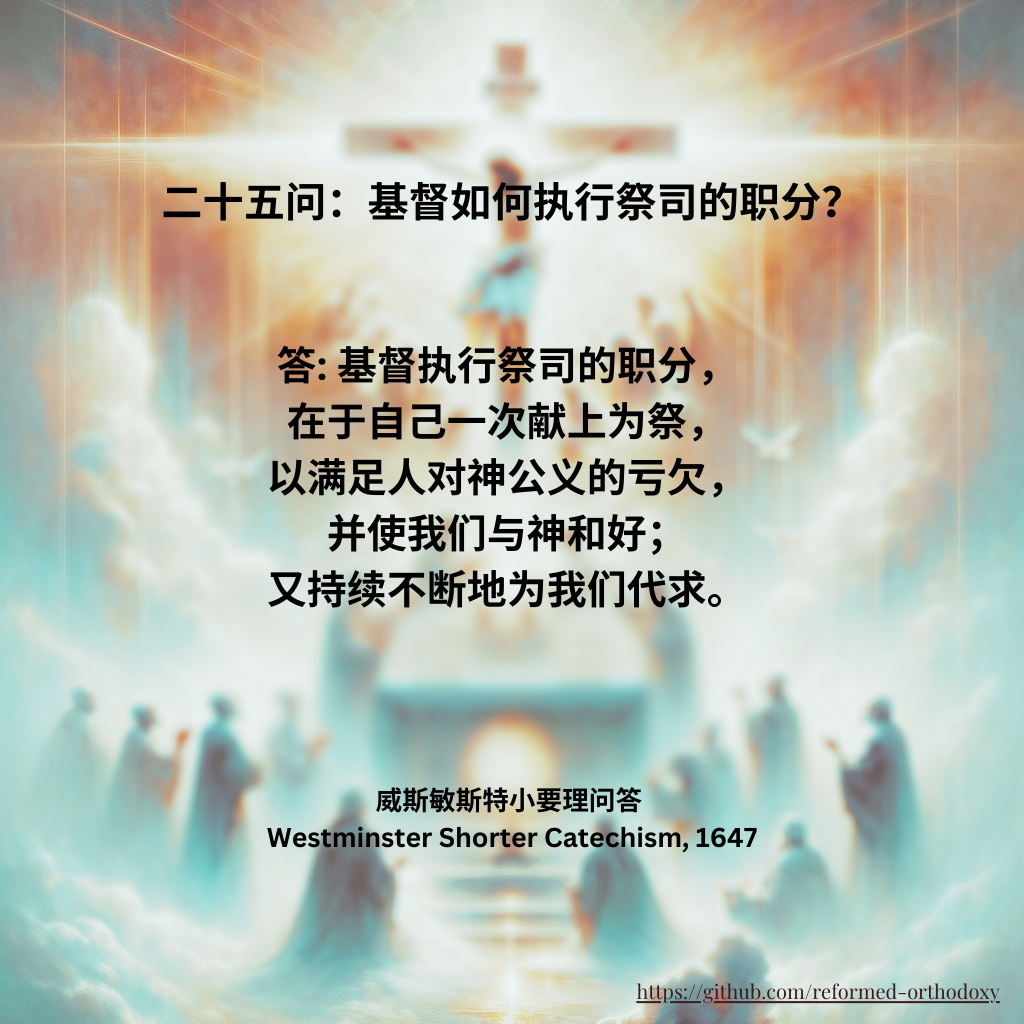 二十五问：基督如何执行祭司的职分？
答: 基督执行祭司的职分，
在于自己一次献上为祭，
以满足人对神公义的亏欠，
并使我们与神和好；
又持续不断地为我们代求。
威斯敏斯特小要理问答
Westminster Shorter Catechism, 1647
https://github.com/reformed-orthodoxy